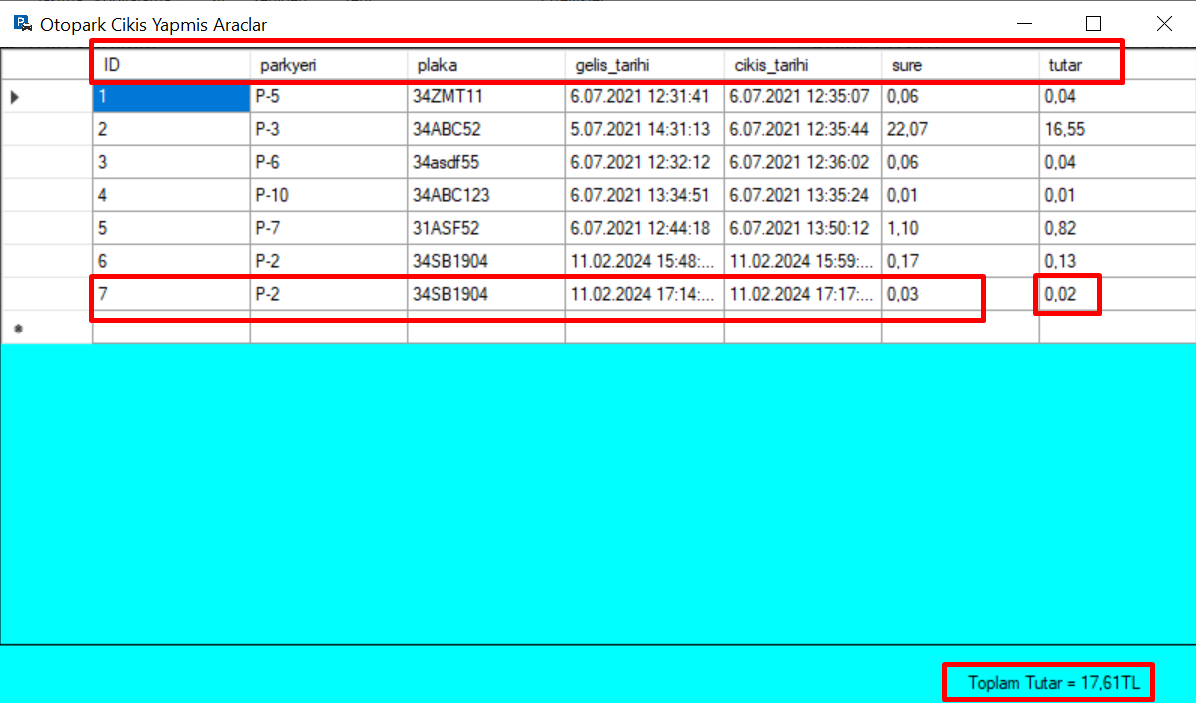 Otopark Cikis Yapmis Araclar
ID parkyeri plaka gelis_tarihi cikis_tarihi sure tutar
1 P-5 34ZMT11 6.07.2021 12:31:41 6.07.2021 12:35:07 0,06 0,04
2 P-3 34ABC52 5.07.2021 14:31:13 6.07.2021 12:35:44 22,07 16,55
3 P-6 34asdf55 6.07.2021 12:32:12 6.07.2021 12:36:02 0,06 0,04
4 P-10 34ABC123 6.07.2021 13:34:51 6.07.2021 13:35:24 0,01 0,01
5 P-7 31ASF52 6.07.2021 12:44:18 6.07.2021 13:50:12 1,10 0,82
6 P-2 34SB1904 11.02.2024 15:48:... 11.02.2024 15:59:... 0,17 0,13
7 P-2 34SB1904 11.02.2024 17:14:... 11.02.2024 17:17:... 0,03 0,02
Toplam Tutar = 17,61TL